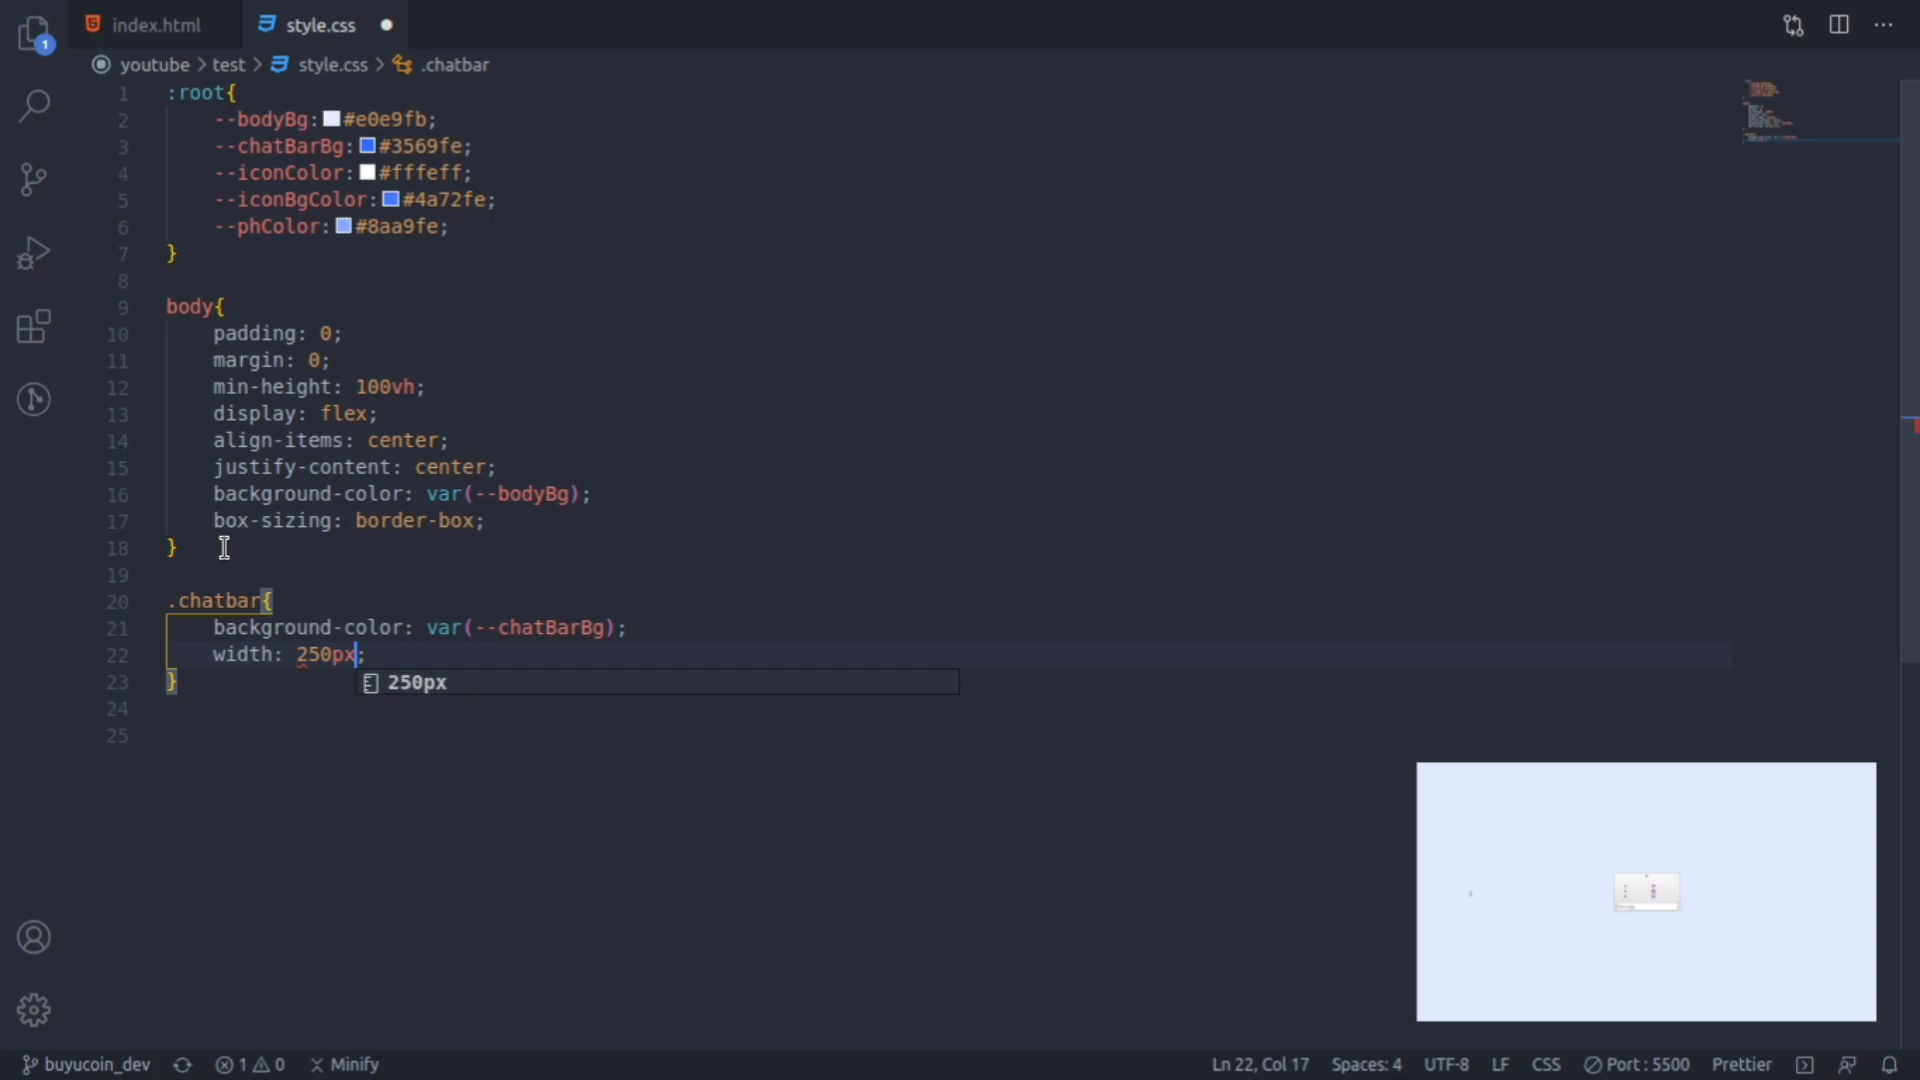 index.html
style.css
youtube > test > style.css > .chatbar
1 :root{
2 --bodyBg: #e0e9fb;
3 --chatBarBg: #3569fe;
4 --iconColor: #fffeff;
5 --iconBgColor: #4a72fe;
6 --phColor: #8aa9fe;
7 }
8
9 body{
10 padding: 0;
11 margin: 0;
12 min-height: 100vh;
13 display: flex;
14 align-items: center;
15 justify-content: center;
16 background-color: var(--bodyBg);
17 box-sizing: border-box;
18 }
19
20 .chatbar{
21 background-color: var(--chatBarBg);
22 width: 250px;
250px
23 }
24
25
1
buyucoin_dev 1 0 Minify Ln 22, Col 17 Spaces: 4 UTF-8 LF CSS Port : 5500 Prettier